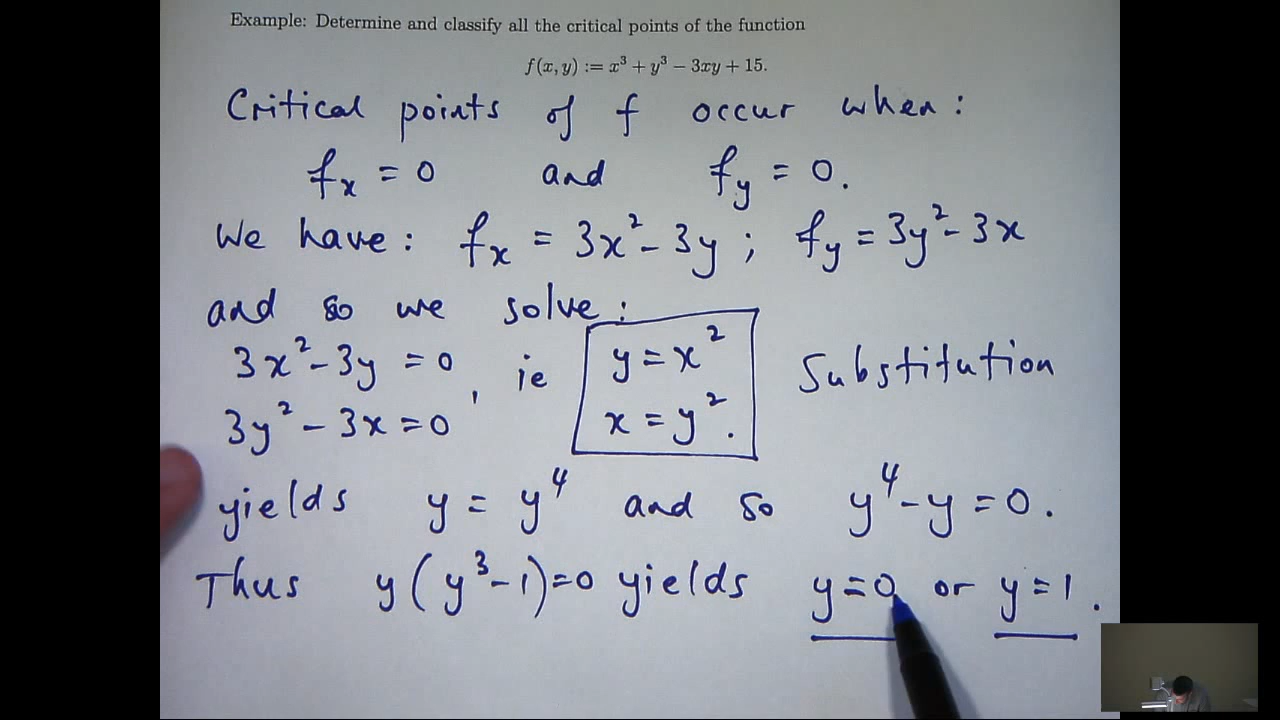 Example: Determine and classify all the critical points of the function
f(x, y) := x³ + y³ − 3xy + 15.
Critical points of f occur when:
fₓ = 0 and f_y = 0.
We have: fₓ = 3x² - 3y ; f_y = 3y² - 3x
and so we solve:
3x² - 3y = 0
3y² - 3x = 0 , ie
y = x²
x = y².
Substitution
yields y = y⁴ and so y⁴ - y = 0.
Thus y(y³ - 1) = 0 yields y = 0 or y = 1.